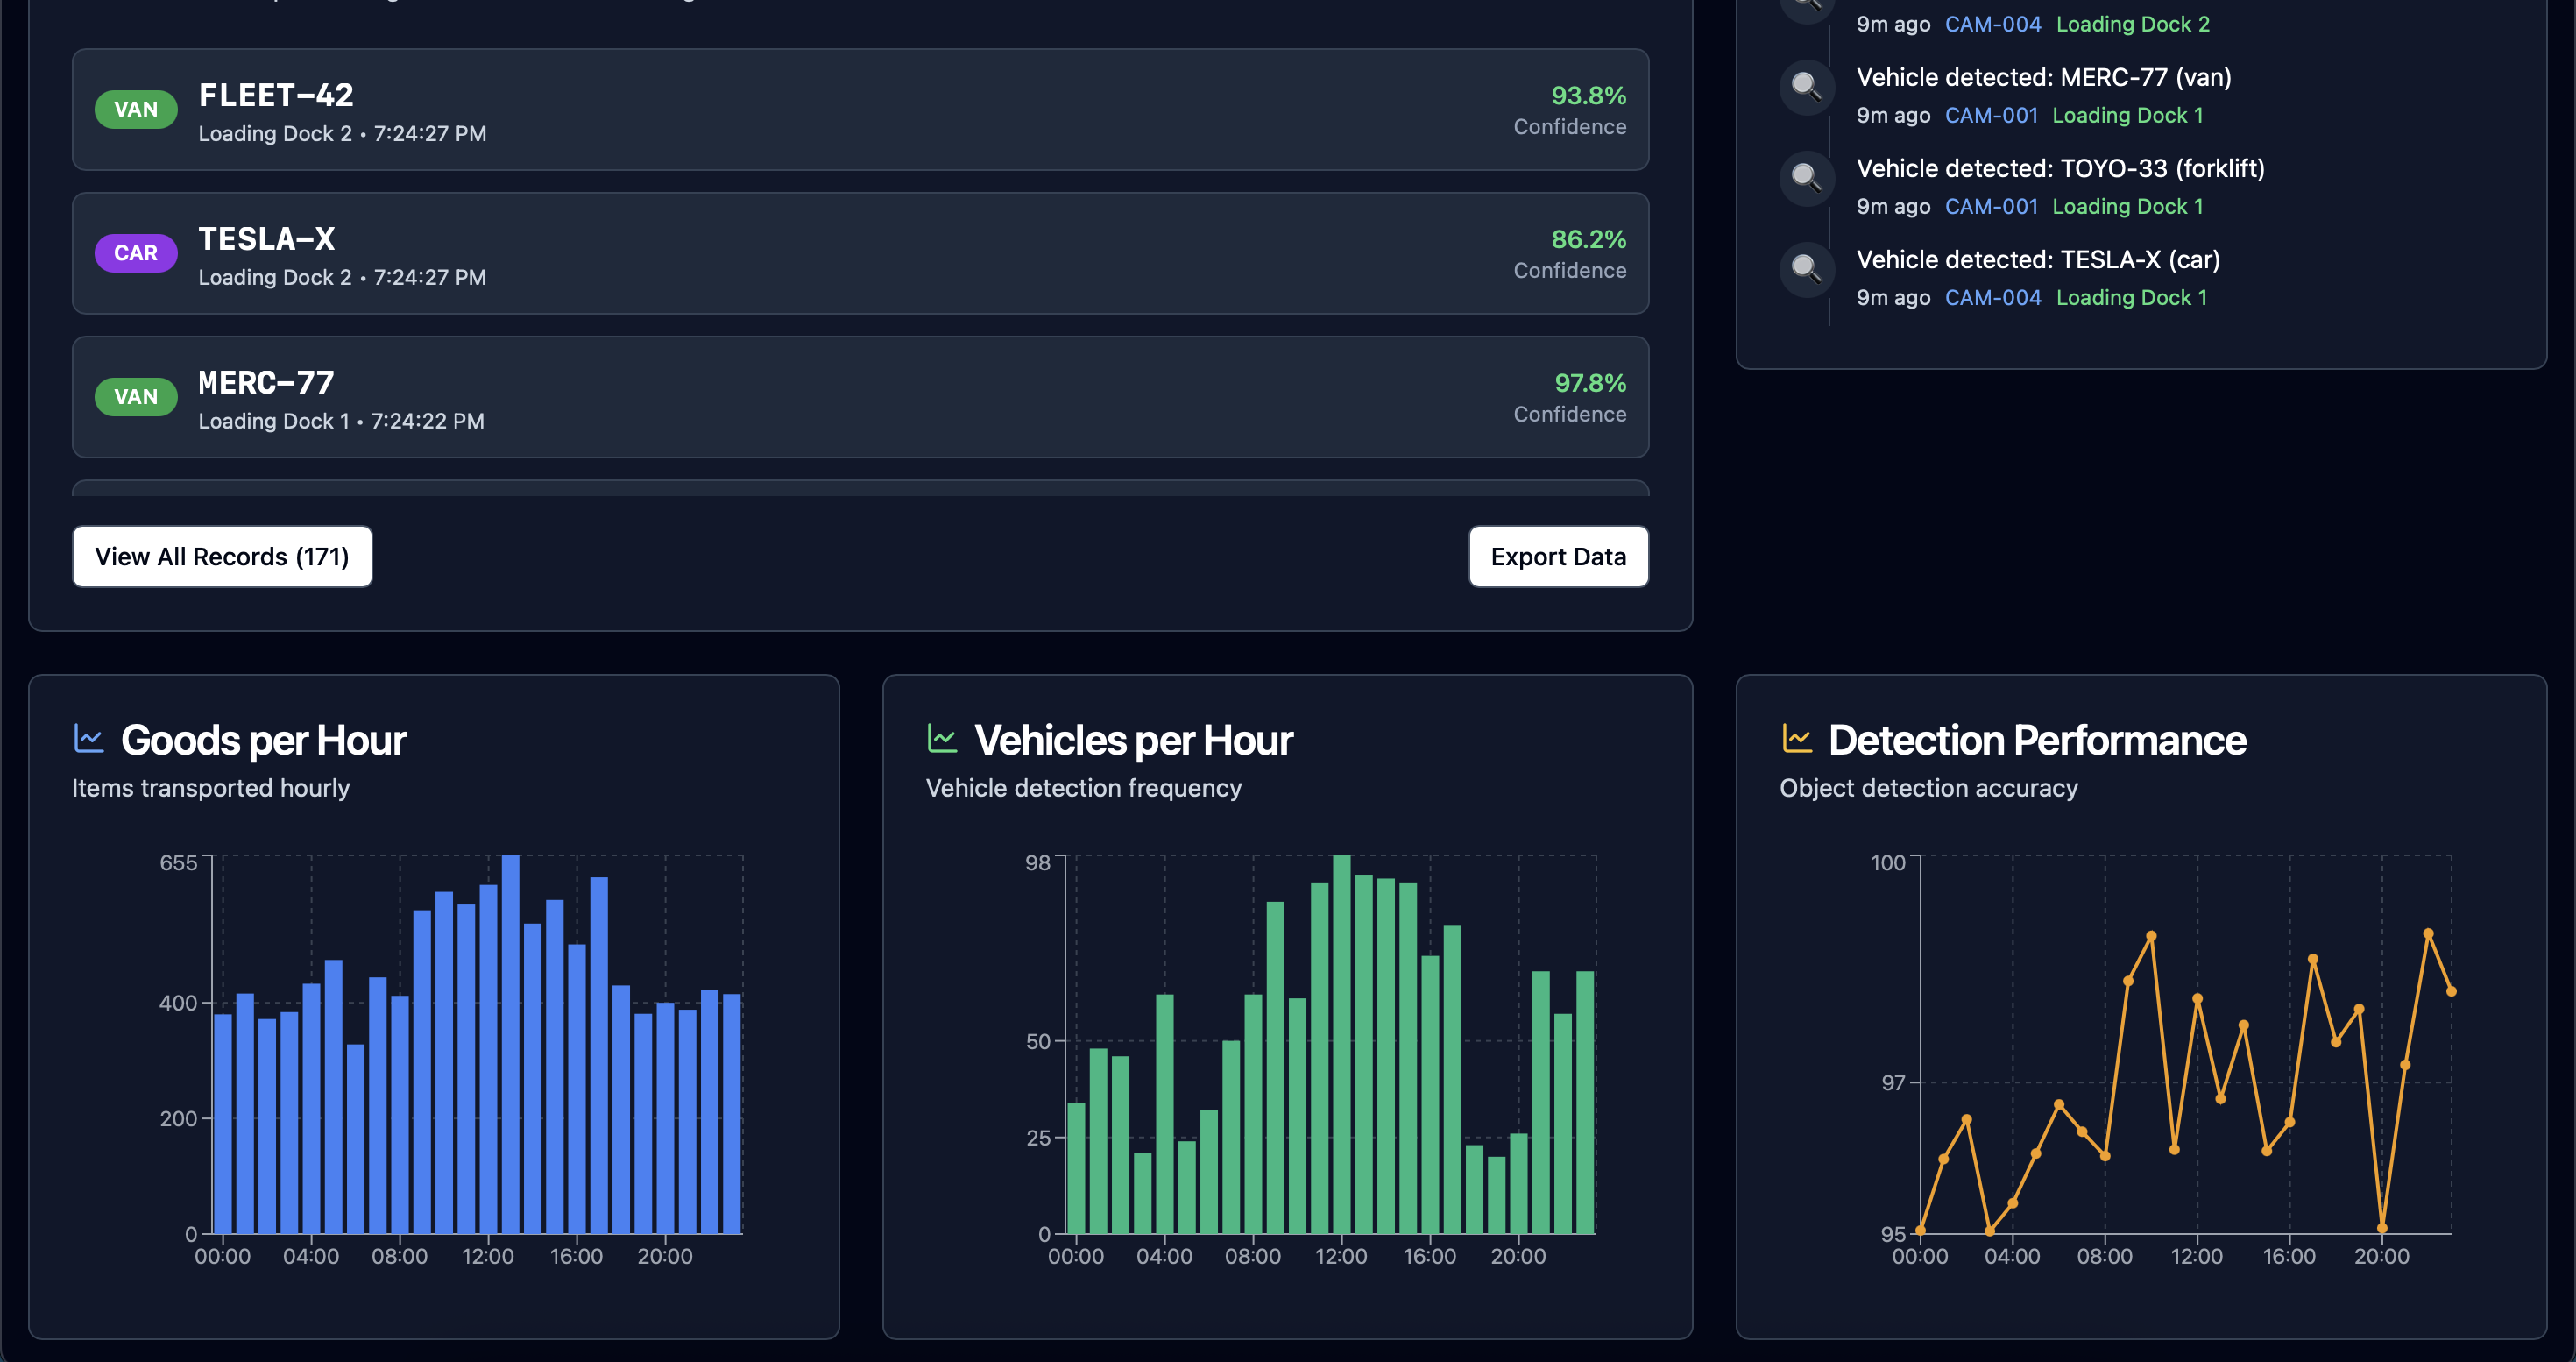 VAN
FLEET-42
Loading Dock 2 • 7:24:27 PM
93.8%
Confidence
CAR
TESLA-X
Loading Dock 2 • 7:24:27 PM
86.2%
Confidence
VAN
MERC-77
Loading Dock 1 • 7:24:22 PM
97.8%
Confidence
View All Records (171)
Export Data
9m ago CAM-004 Loading Dock 2
Vehicle detected: MERC-77 (van)
9m ago CAM-001 Loading Dock 1
Vehicle detected: TOYO-33 (forklift)
9m ago CAM-001 Loading Dock 1
Vehicle detected: TESLA-X (car)
9m ago CAM-004 Loading Dock 1
Goods per Hour
Items transported hourly
655
400
200
0
00:00 04:00 08:00 12:00 16:00 20:00
Vehicles per Hour
Vehicle detection frequency
98
50
25
0
00:00 04:00 08:00 12:00 16:00 20:00
Detection Performance
Object detection accuracy
100
97
95
00:00 04:00 08:00 12:00 16:00 20:00